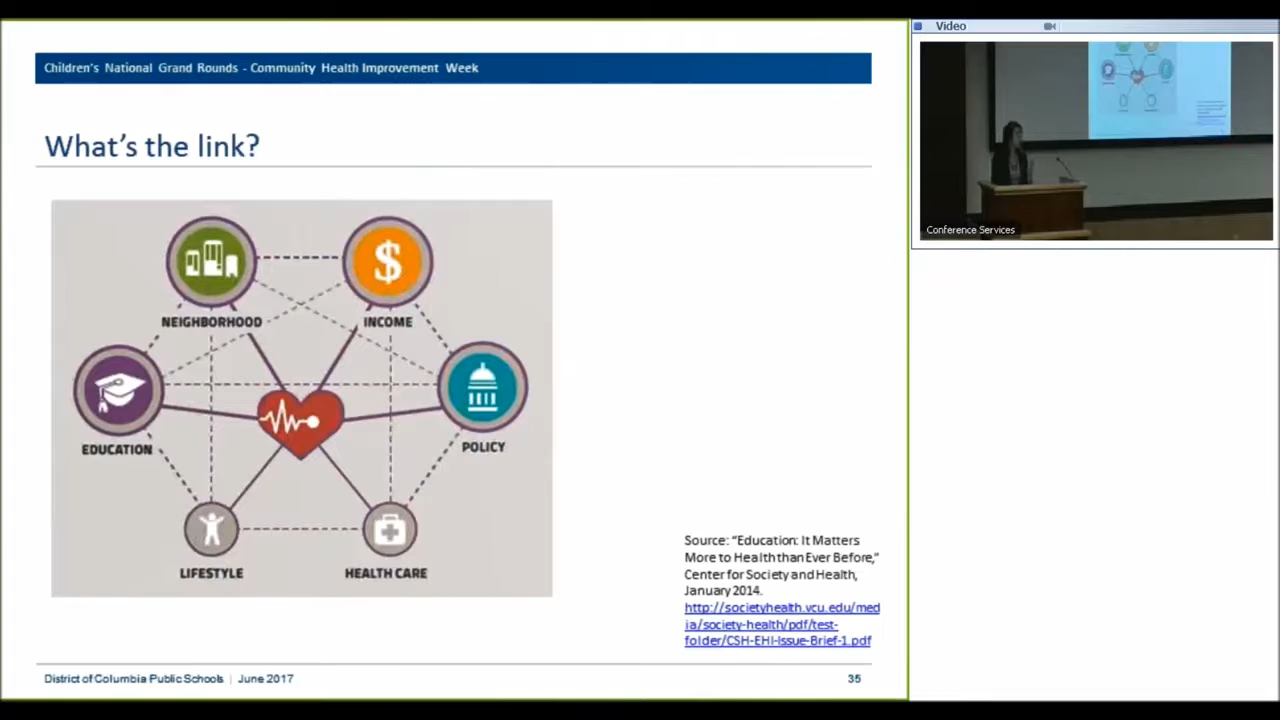 Children's National Grand Rounds - Community Health Improvement Week
What's the link?
$
NEIGHBORHOOD
INCOME
EDUCATION
POLICY
LIFESTYLE
HEALTH CARE
Source: “Education: It Matters
More to Health than Ever Before,”
Center for Society and Health,
January 2014.
http://societyhealth.vcu.edu/med
ia/society-health/pdf/test-
folder/CSH-EHI-Issue-Brief-1.pdf
District of Columbia Public Schools | June 2017
35
Video
Conference Services